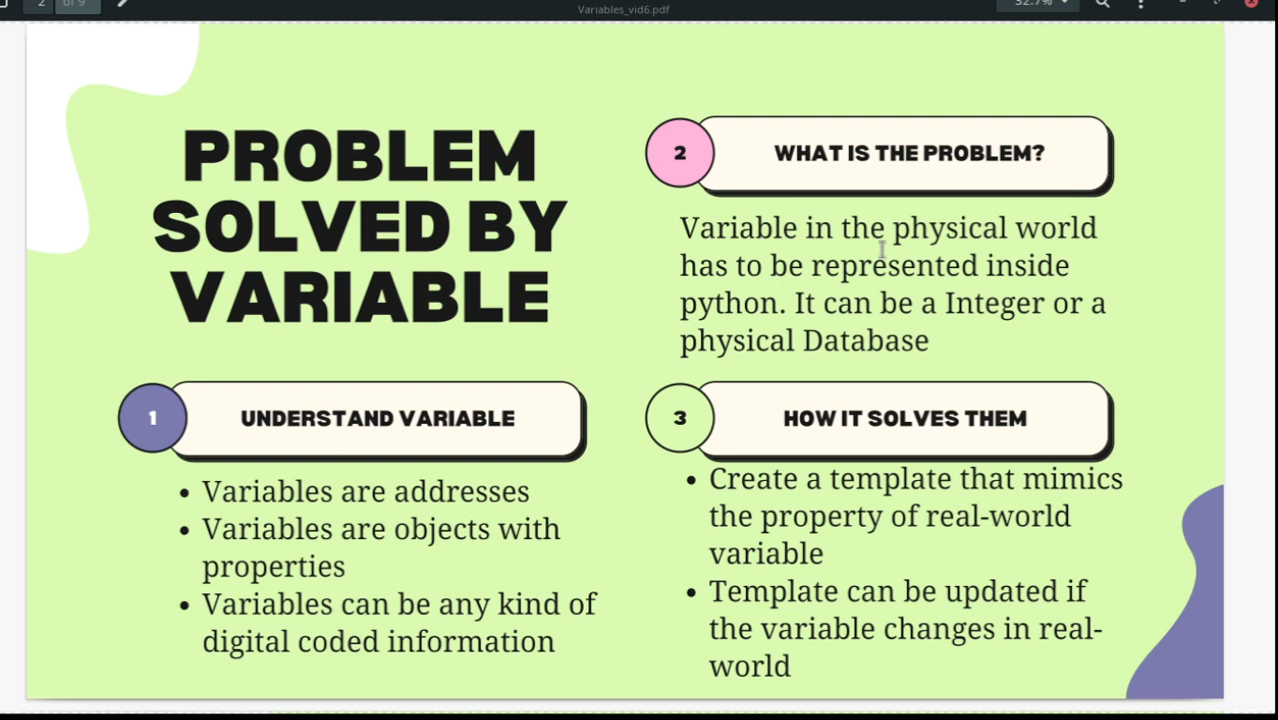 2 of 9
Variables_vid6.pdf
PROBLEM
SOLVED BY
VARIABLE
1
UNDERSTAND VARIABLE
• Variables are addresses
• Variables are objects with
properties
• Variables can be any kind of
digital coded information
2
WHAT IS THE PROBLEM?
Variable in the physical world
has to be represented inside
python. It can be a Integer or a
physical Database
3
HOW IT SOLVES THEM
• Create a template that mimics
the property of real-world
variable
• Template can be updated if
the variable changes in real-
world